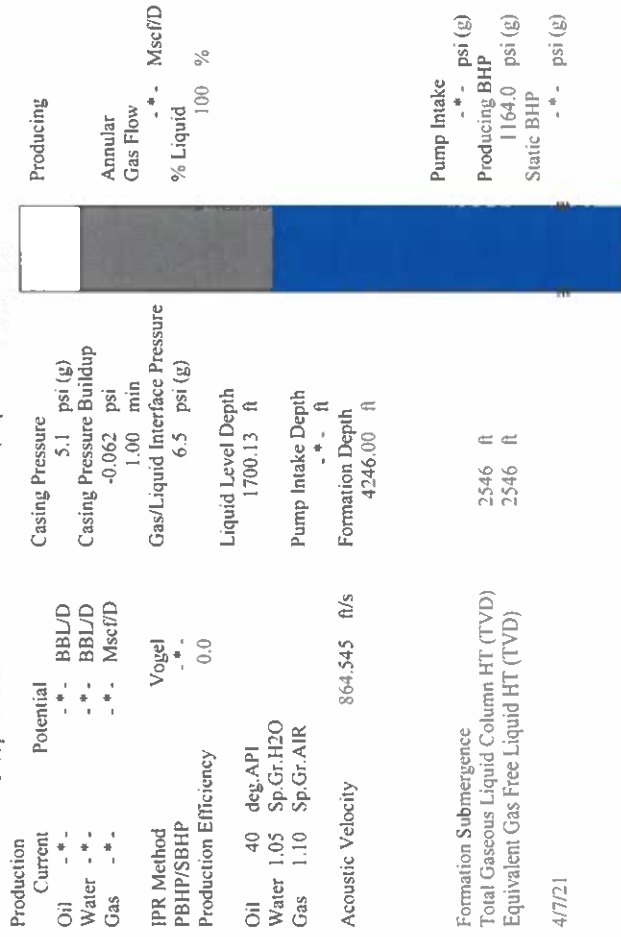 Production
Current Potential
Oil - * - - * - BBL/D
Water - * - - * - BBL/D
Gas - * - - * - Mscf/D
IPR Method Vogel
PBHP/SBHP - * -
Production Efficiency 0.0
Oil 40 deg.API
Water 1.05 Sp.Gr.H2O
Gas 1.10 Sp.Gr.AIR
Acoustic Velocity 864.545 ft/s
Formation Submergence
Total Gaseous Liquid Column HT (TVD) 2546 ft
Equivalent Gas Free Liquid HT (TVD) 2546 ft
4/7/21
Casing Pressure
5.1 psi (g)
Casing Pressure Buildup
-0.062 psi
1.00 min
Gas/Liquid Interface Pressure
6.5 psi (g)
Liquid Level Depth
1700.13 ft
Pump Intake Depth
- * - ft
Formation Depth
4246.00 ft
Producing
Annular
Gas Flow
- * - Mscf/D
% Liquid
100 %
Pump Intake
- * - psi (g)
Producing BHP
1164.0 psi (g)
Static BHP
- * - psi (g)